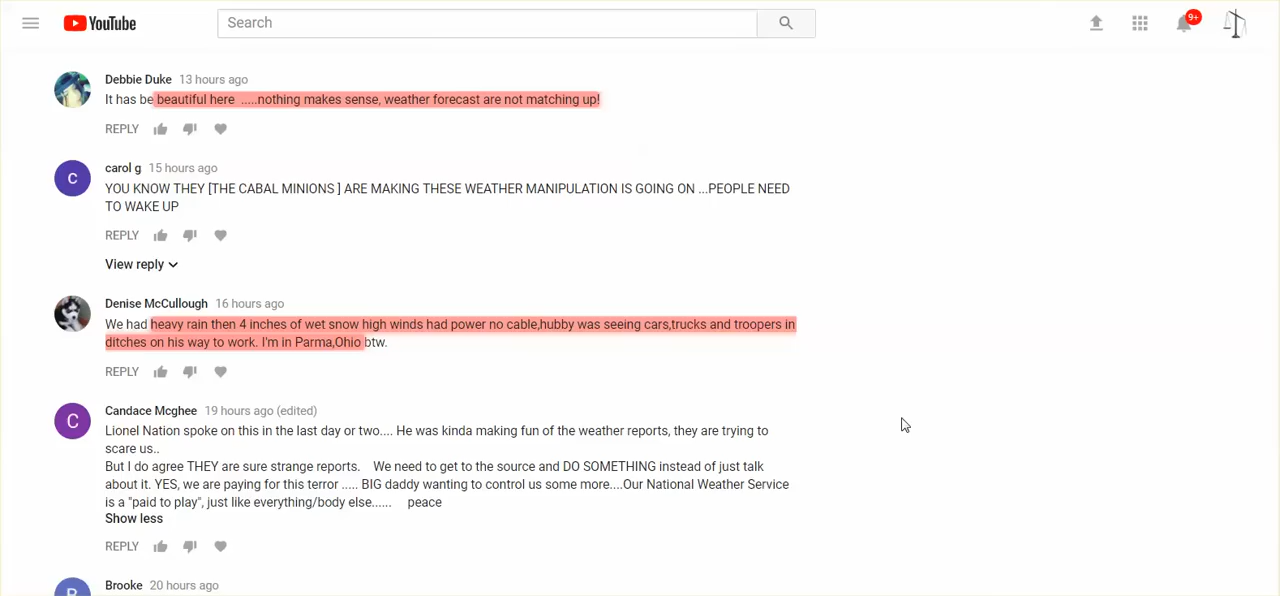 YouTube
Search
9+
Debbie Duke 13 hours ago
It has be beautiful here .....nothing makes sense, weather forecast are not matching up!
REPLY
C
carol g 15 hours ago
YOU KNOW THEY [THE CABAL MINIONS ] ARE MAKING THESE WEATHER MANIPULATION IS GOING ON ...PEOPLE NEED
TO WAKE UP
REPLY
View reply
Denise McCullough 16 hours ago
We had heavy rain then 4 inches of wet snow high winds had power no cable,hubby was seeing cars,trucks and troopers in
ditches on his way to work. I'm in Parma,Ohio btw.
REPLY
C
Candace Mcghee 19 hours ago (edited)
Lionel Nation spoke on this in the last day or two.... He was kinda making fun of the weather reports, they are trying to
scare us..
But I do agree THEY are sure strange reports. We need to get to the source and DO SOMETHING instead of just talk
about it. YES, we are paying for this terror ..... BIG daddy wanting to control us some more....Our National Weather Service
is a "paid to play", just like everything/body else...... peace
Show less
REPLY
B
Brooke 20 hours ago